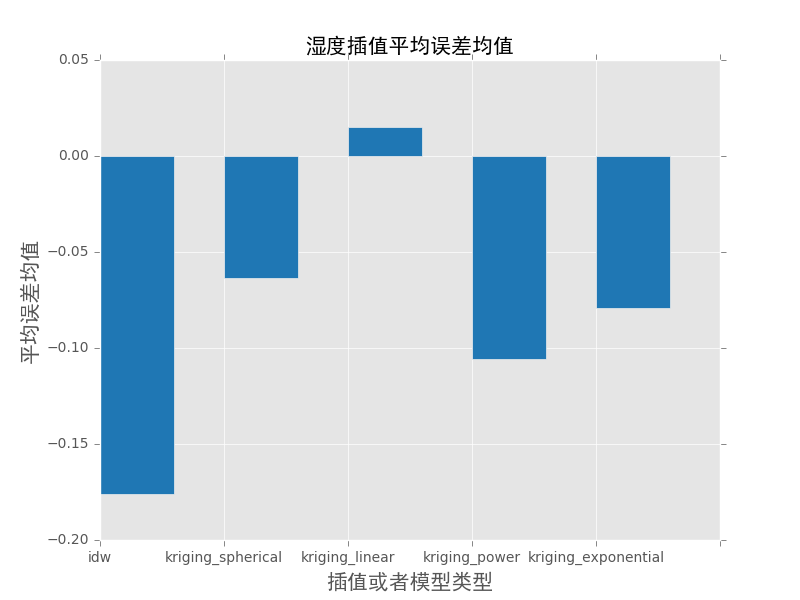 湿度插值平均误差均值
0.05
0.00
−0.05
−0.10
−0.15
−0.20
平均误差均值
idw kriging_spherical kriging_linear kriging_power kriging_exponential
插值或者模型类型